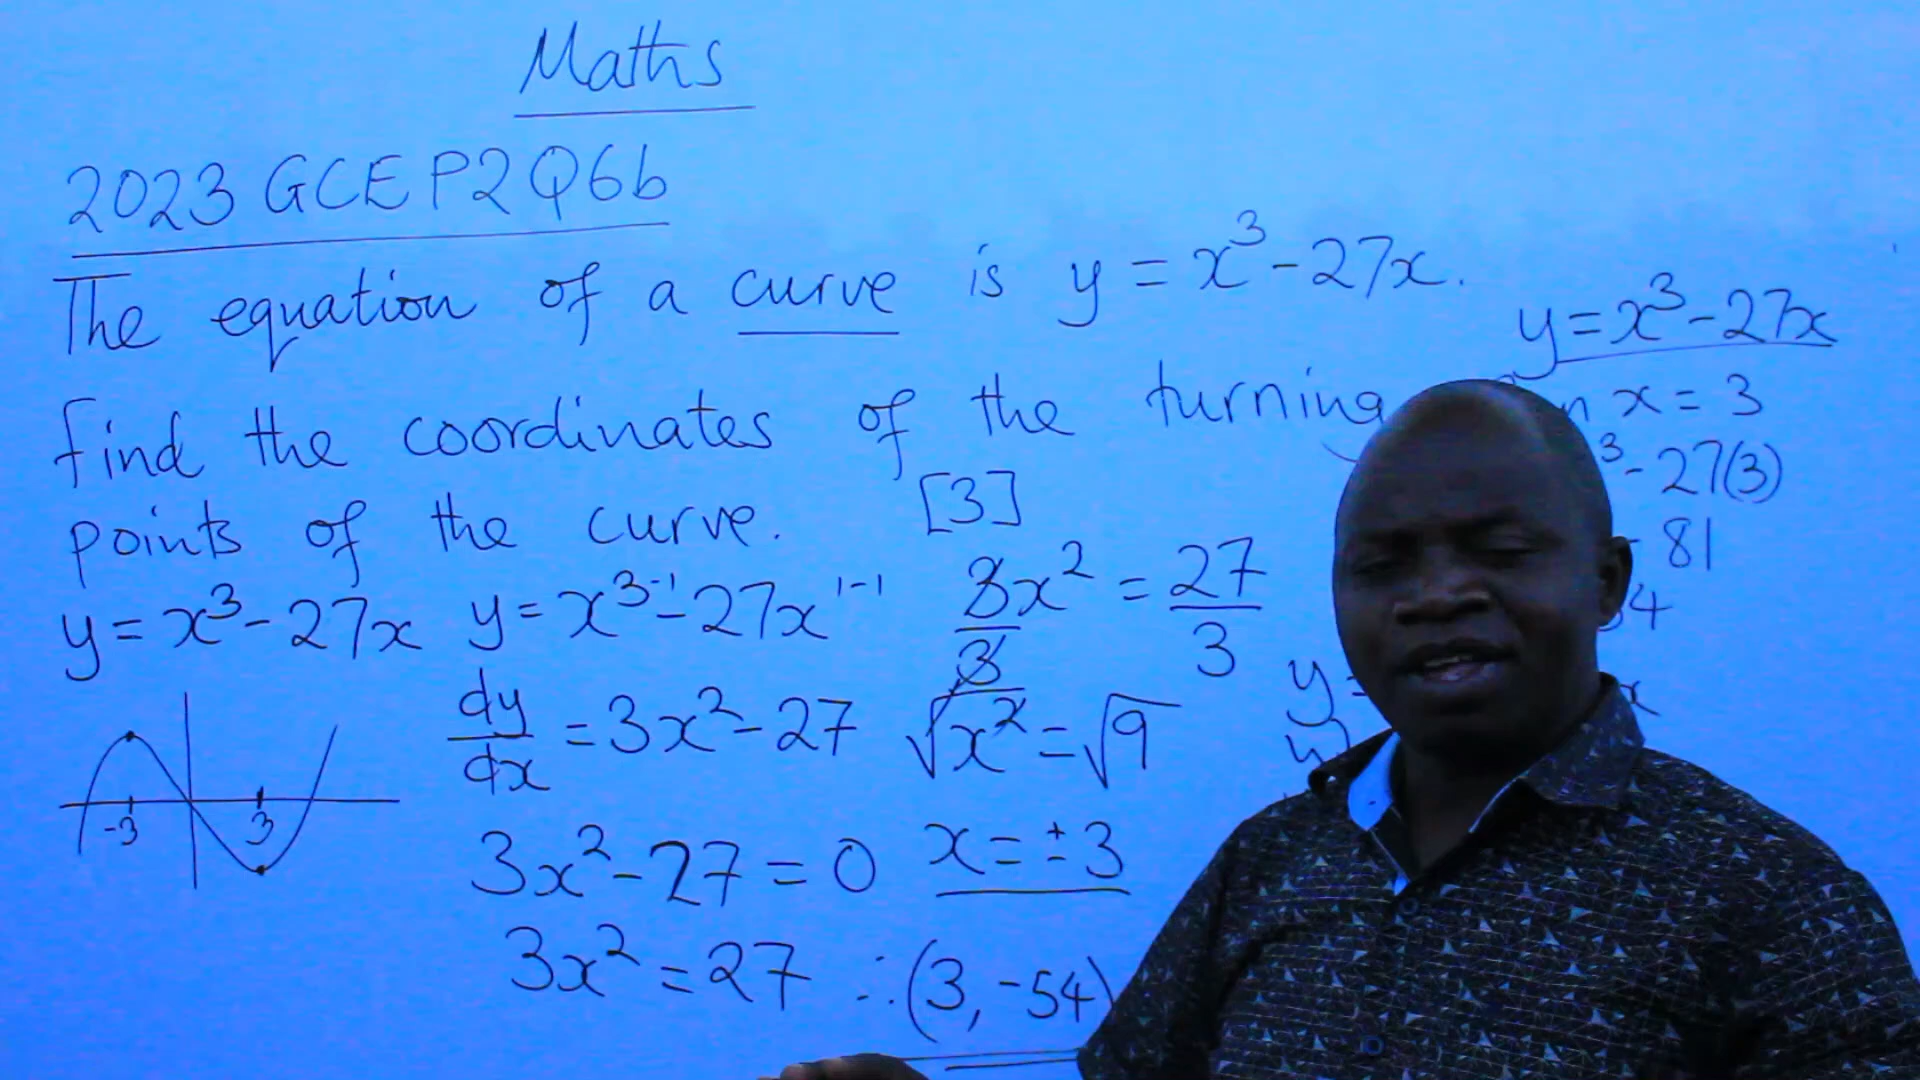 Maths
2023 GCE P2 Q6b
The equation of a curve is y = x³ - 27x.
find the coordinates of the turning
points of the curve. [3]
y = x³ - 27x
-3 3
y = x³⁻¹ - 27x¹⁻¹
dy/dx = 3x² - 27
3x² - 27 = 0
3x² = 27
3x²/3 = 27/3
√x² = √9
x = ±3
∴ (3, -54)
y = x³ - 27x
x = 3
³ - 27(3)
- 81
4
y =